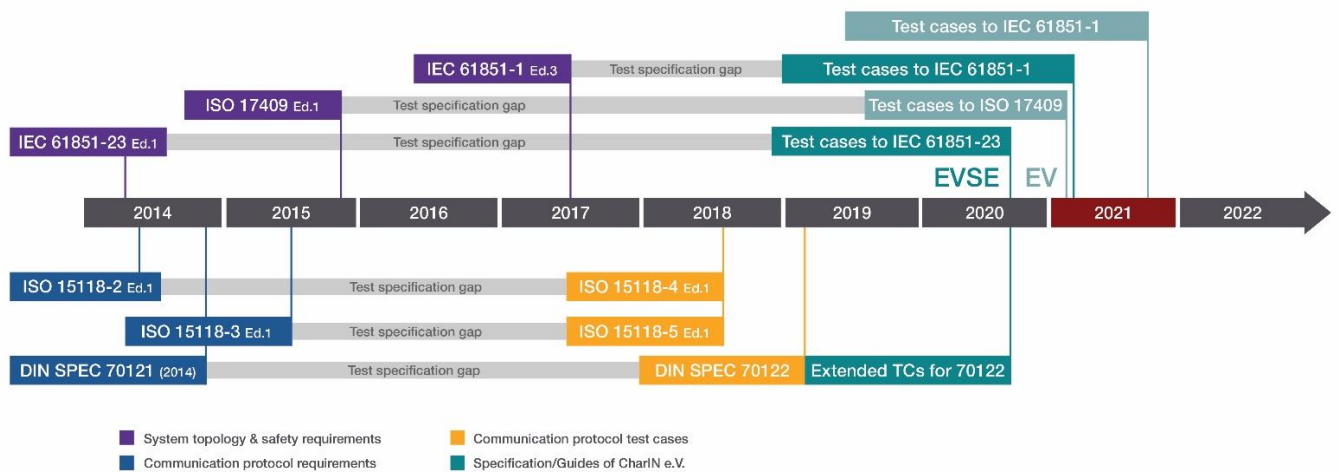 Test cases to IEC 61851-1
IEC 61851-1 Ed.3 Test specification gap Test cases to IEC 61851-1
ISO 17409 Ed.1 Test specification gap Test cases to ISO 17409
IEC 61851-23 Ed.1 Test specification gap Test cases to IEC 61851-23
EVSE EV
2014 2015 2016 2017 2018 2019 2020 2021 2022
ISO 15118-2 Ed.1 Test specification gap ISO 15118-4 Ed.1
ISO 15118-3 Ed.1 Test specification gap ISO 15118-5 Ed.1
DIN SPEC 70121 (2014) Test specification gap DIN SPEC 70122 Extended TCs for 70122
System topology & safety requirements Communication protocol test cases
Communication protocol requirements Specification/Guides of CharIN e.V.